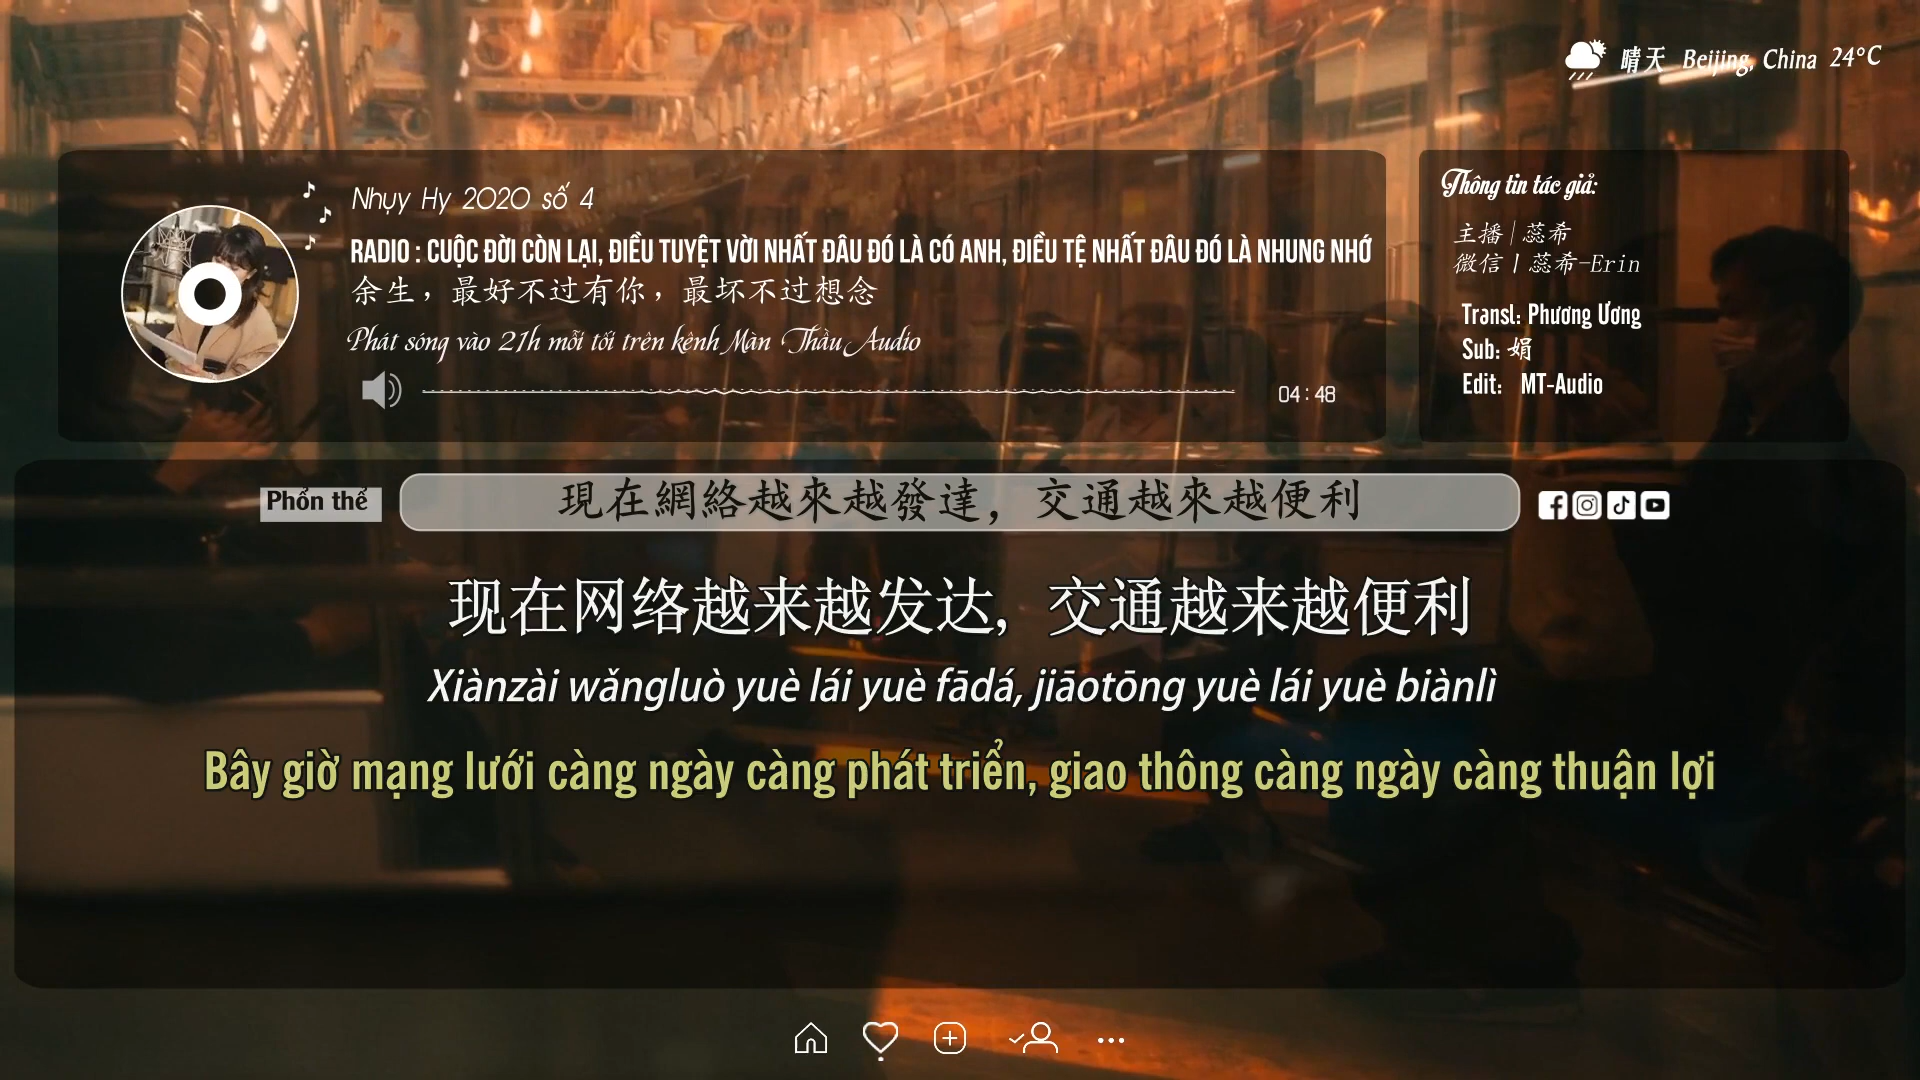 晴天 Beijing, China 24°C
Nhụy Hy 2020 số 4
RADIO : CUỘC ĐỜI CÒN LẠI, ĐIỀU TUYỆT VỜI NHẤT ĐÂU ĐÓ LÀ CÓ ANH, ĐIỀU TỆ NHẤT ĐÂU ĐÓ LÀ NHUNG NHỚ
余生，最好不过有你，最坏不过想念
Phát sóng vào 21h mỗi tối trên kênh Màn Thầu Audio
04:48
Thông tin tác giả:
主播｜蕊希
微信丨蕊希-Erin
Transl: Phương Ương
Sub: 娟
Edit: MT-Audio
Phồn thể
現在網絡越來越發達，交通越來越便利
现在网络越来越发达，交通越来越便利
Xiànzài wǎngluò yuè lái yuè fādá, jiāotōng yuè lái yuè biànlì
Bây giờ mạng lưới càng ngày càng phát triển, giao thông càng ngày càng thuận lợi